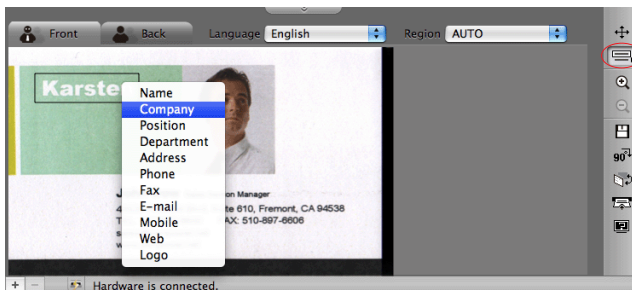 Front
Back
Language English
Region AUTO
Karste
Name
Company
Position
Department
Address
Phone
Fax
E-mail
Mobile
Web
Logo
on Manager
te 610, Fremont, CA 94538
AX: 510-897-6606
90°
+ −
Hardware is connected.